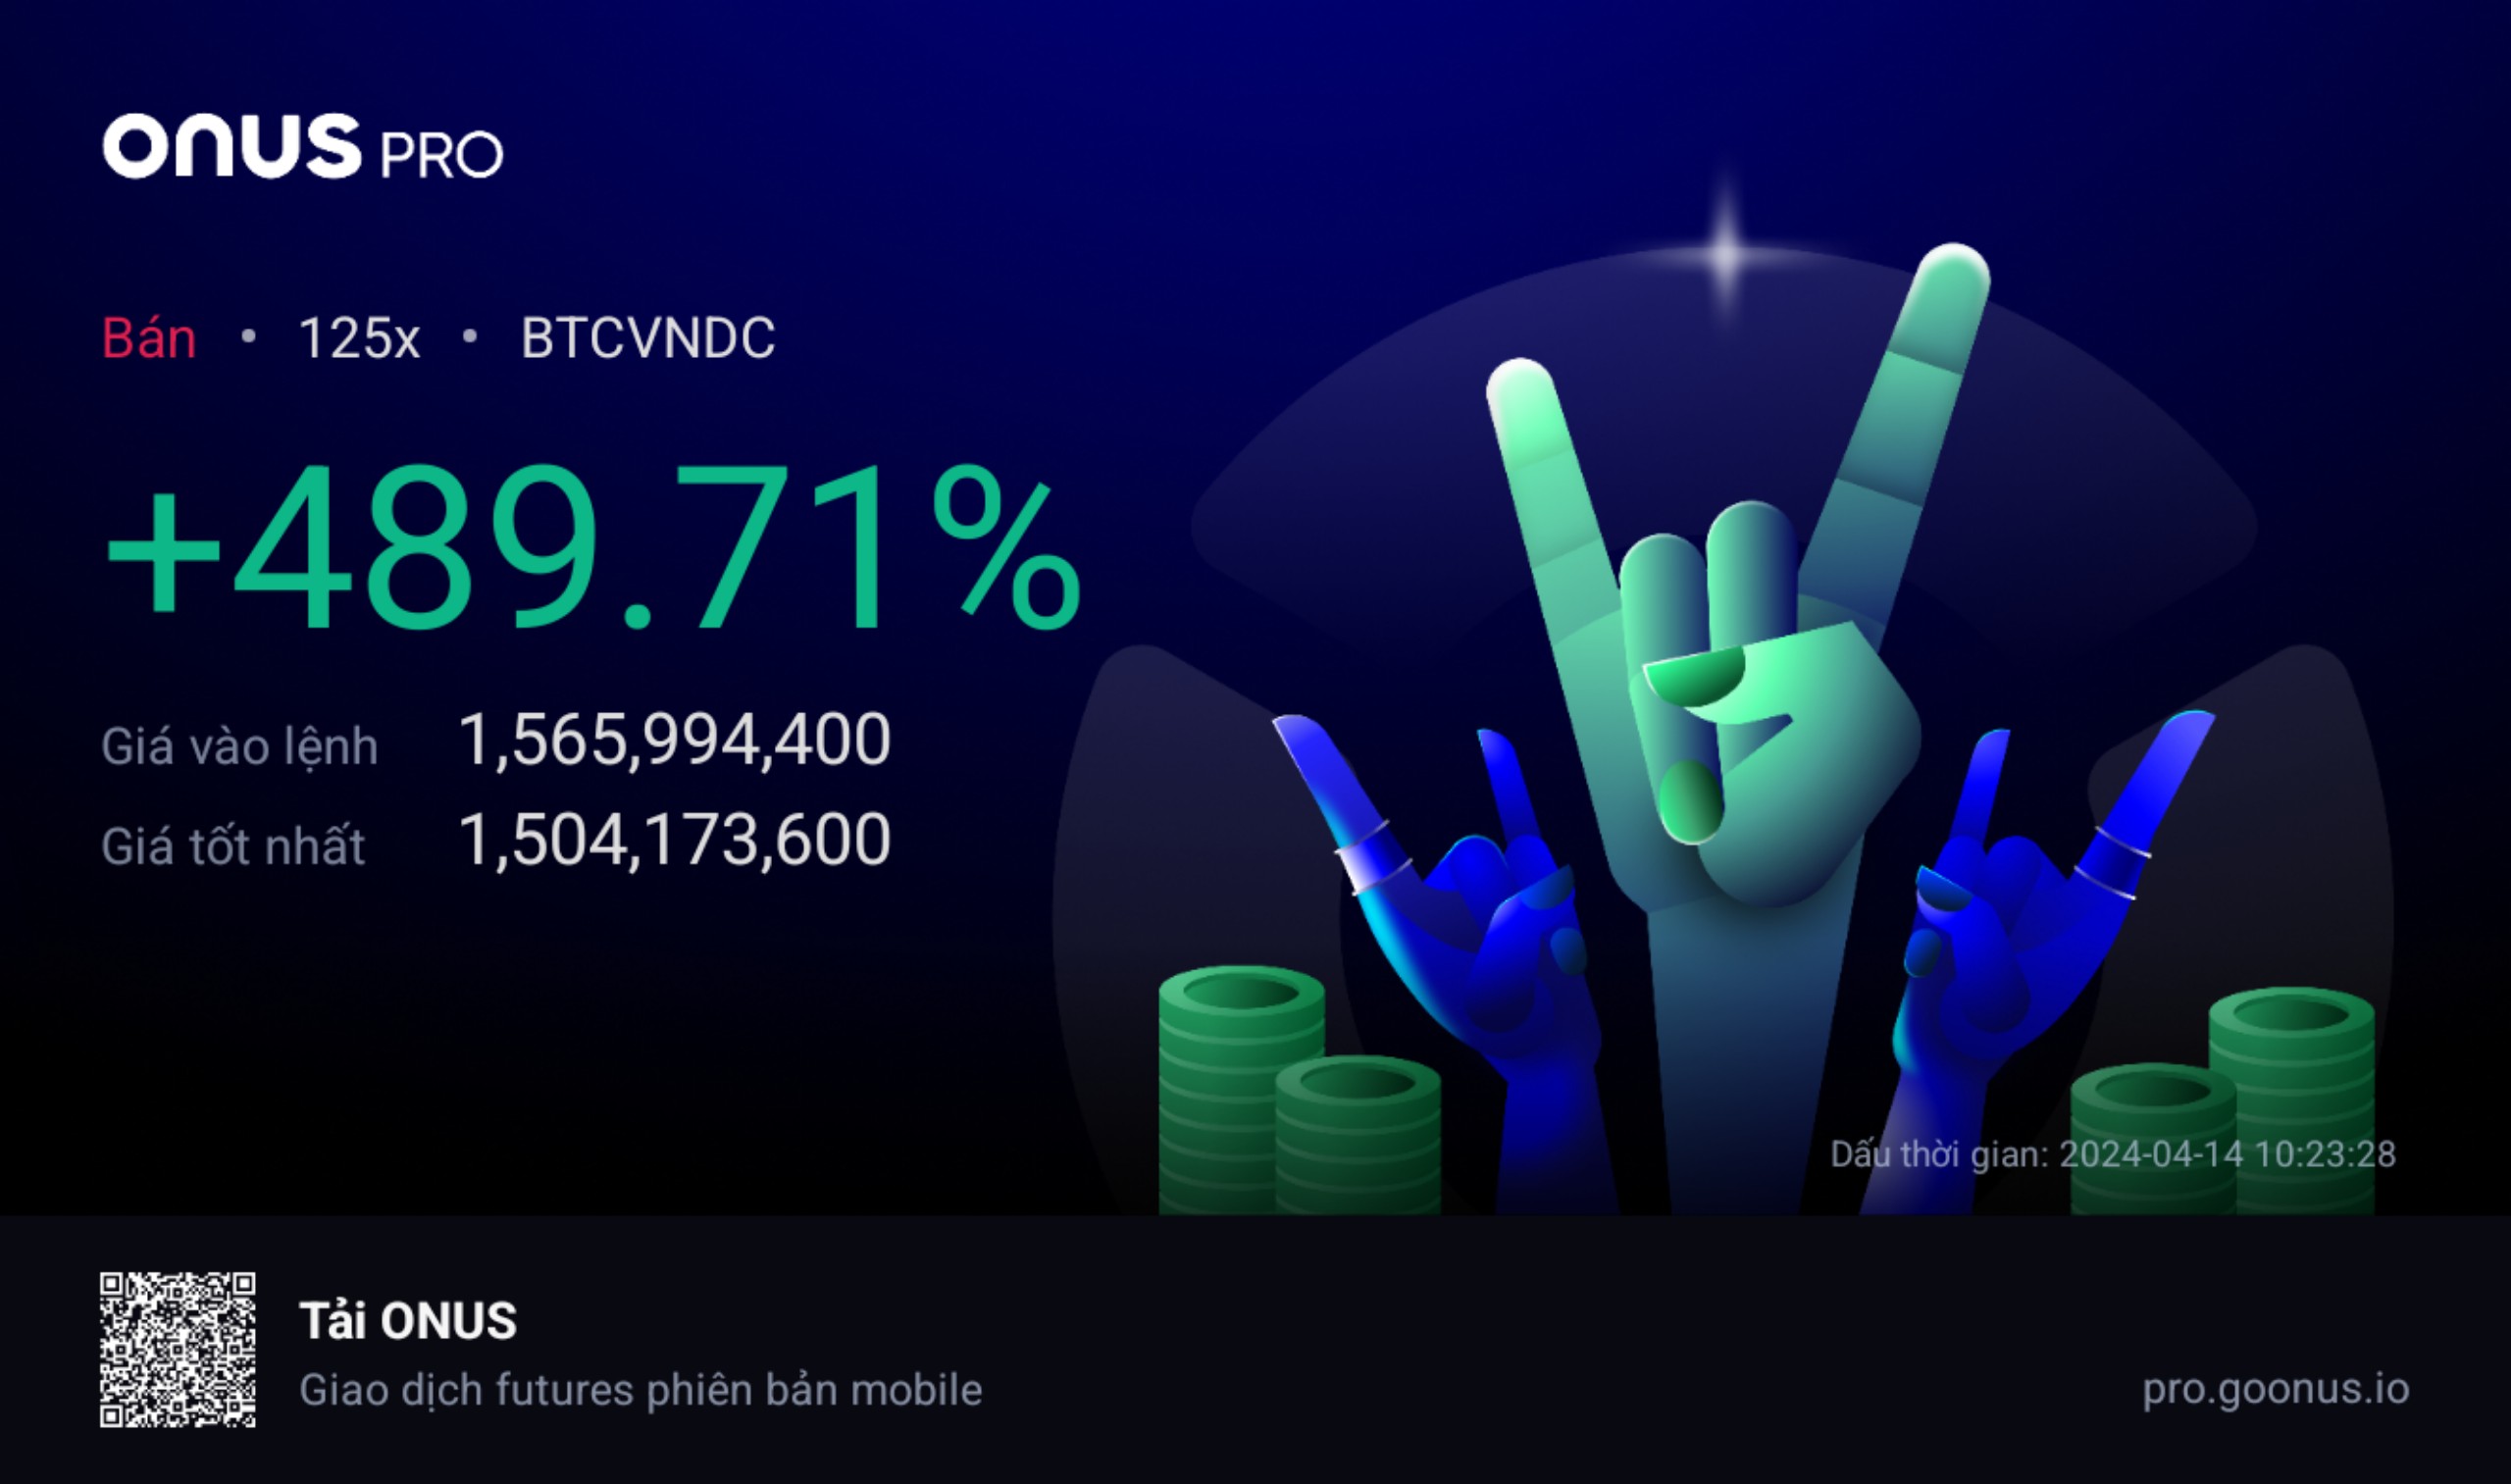 onus PRO
Bán • 125x • BTCVNDC
+489.71%
Giá vào lệnh 1,565,994,400
Giá tốt nhất 1,504,173,600
Dấu thời gian: 2024-04-14 10:23:28
Tải ONUS
Giao dịch futures phiên bản mobile
pro.goonus.io